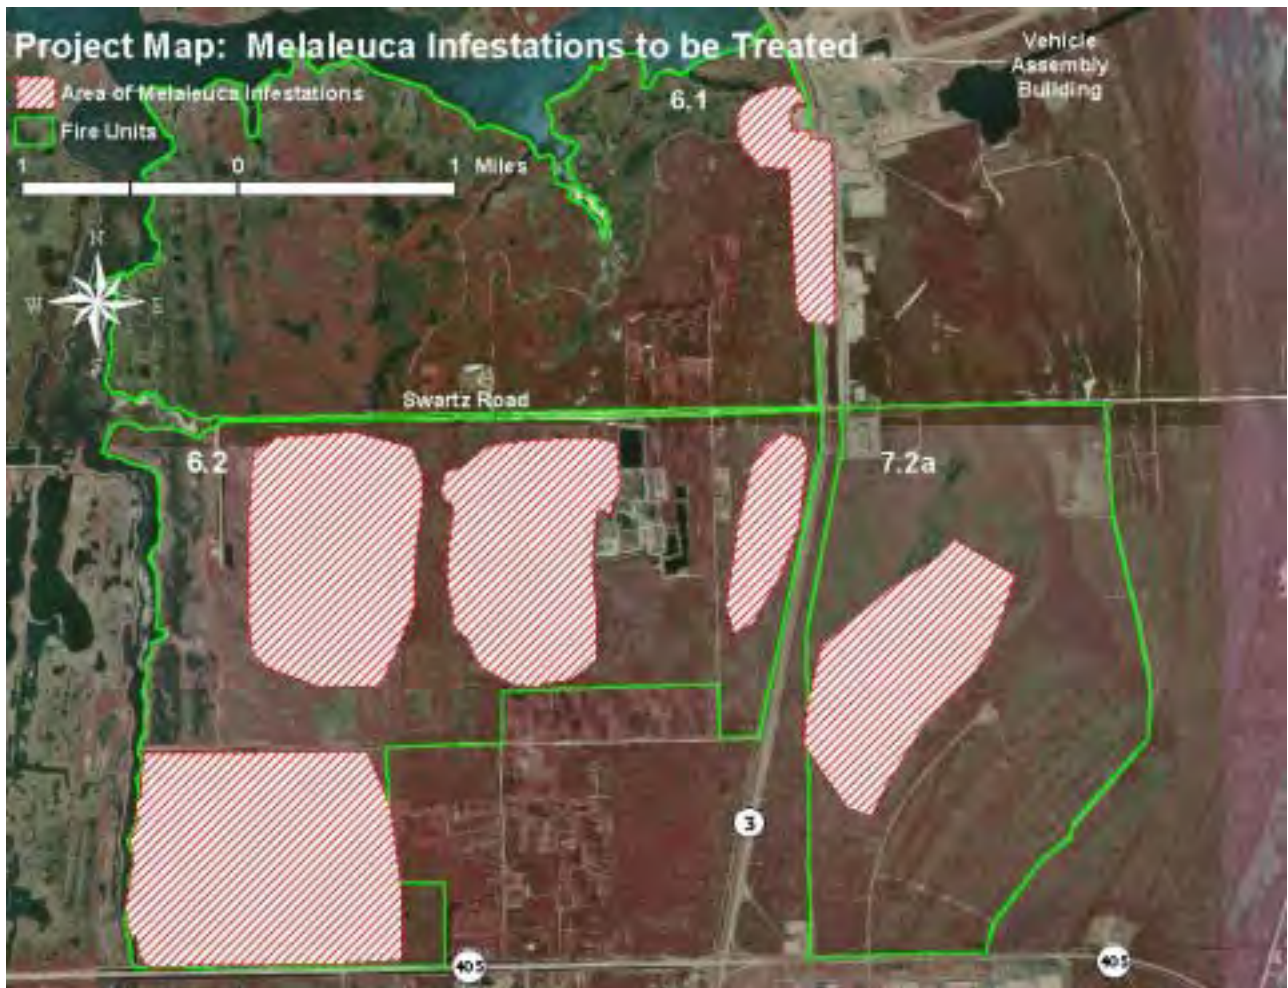 Project Map: Melaleuca Infestations to be Treated
Vehicle
Assembly
Building
Area of Melaleuca Infestations
Fire Units
6.1
1 0 1 Miles
N
W E
S
Swartz Road
6.2
7.2a
3
405
405